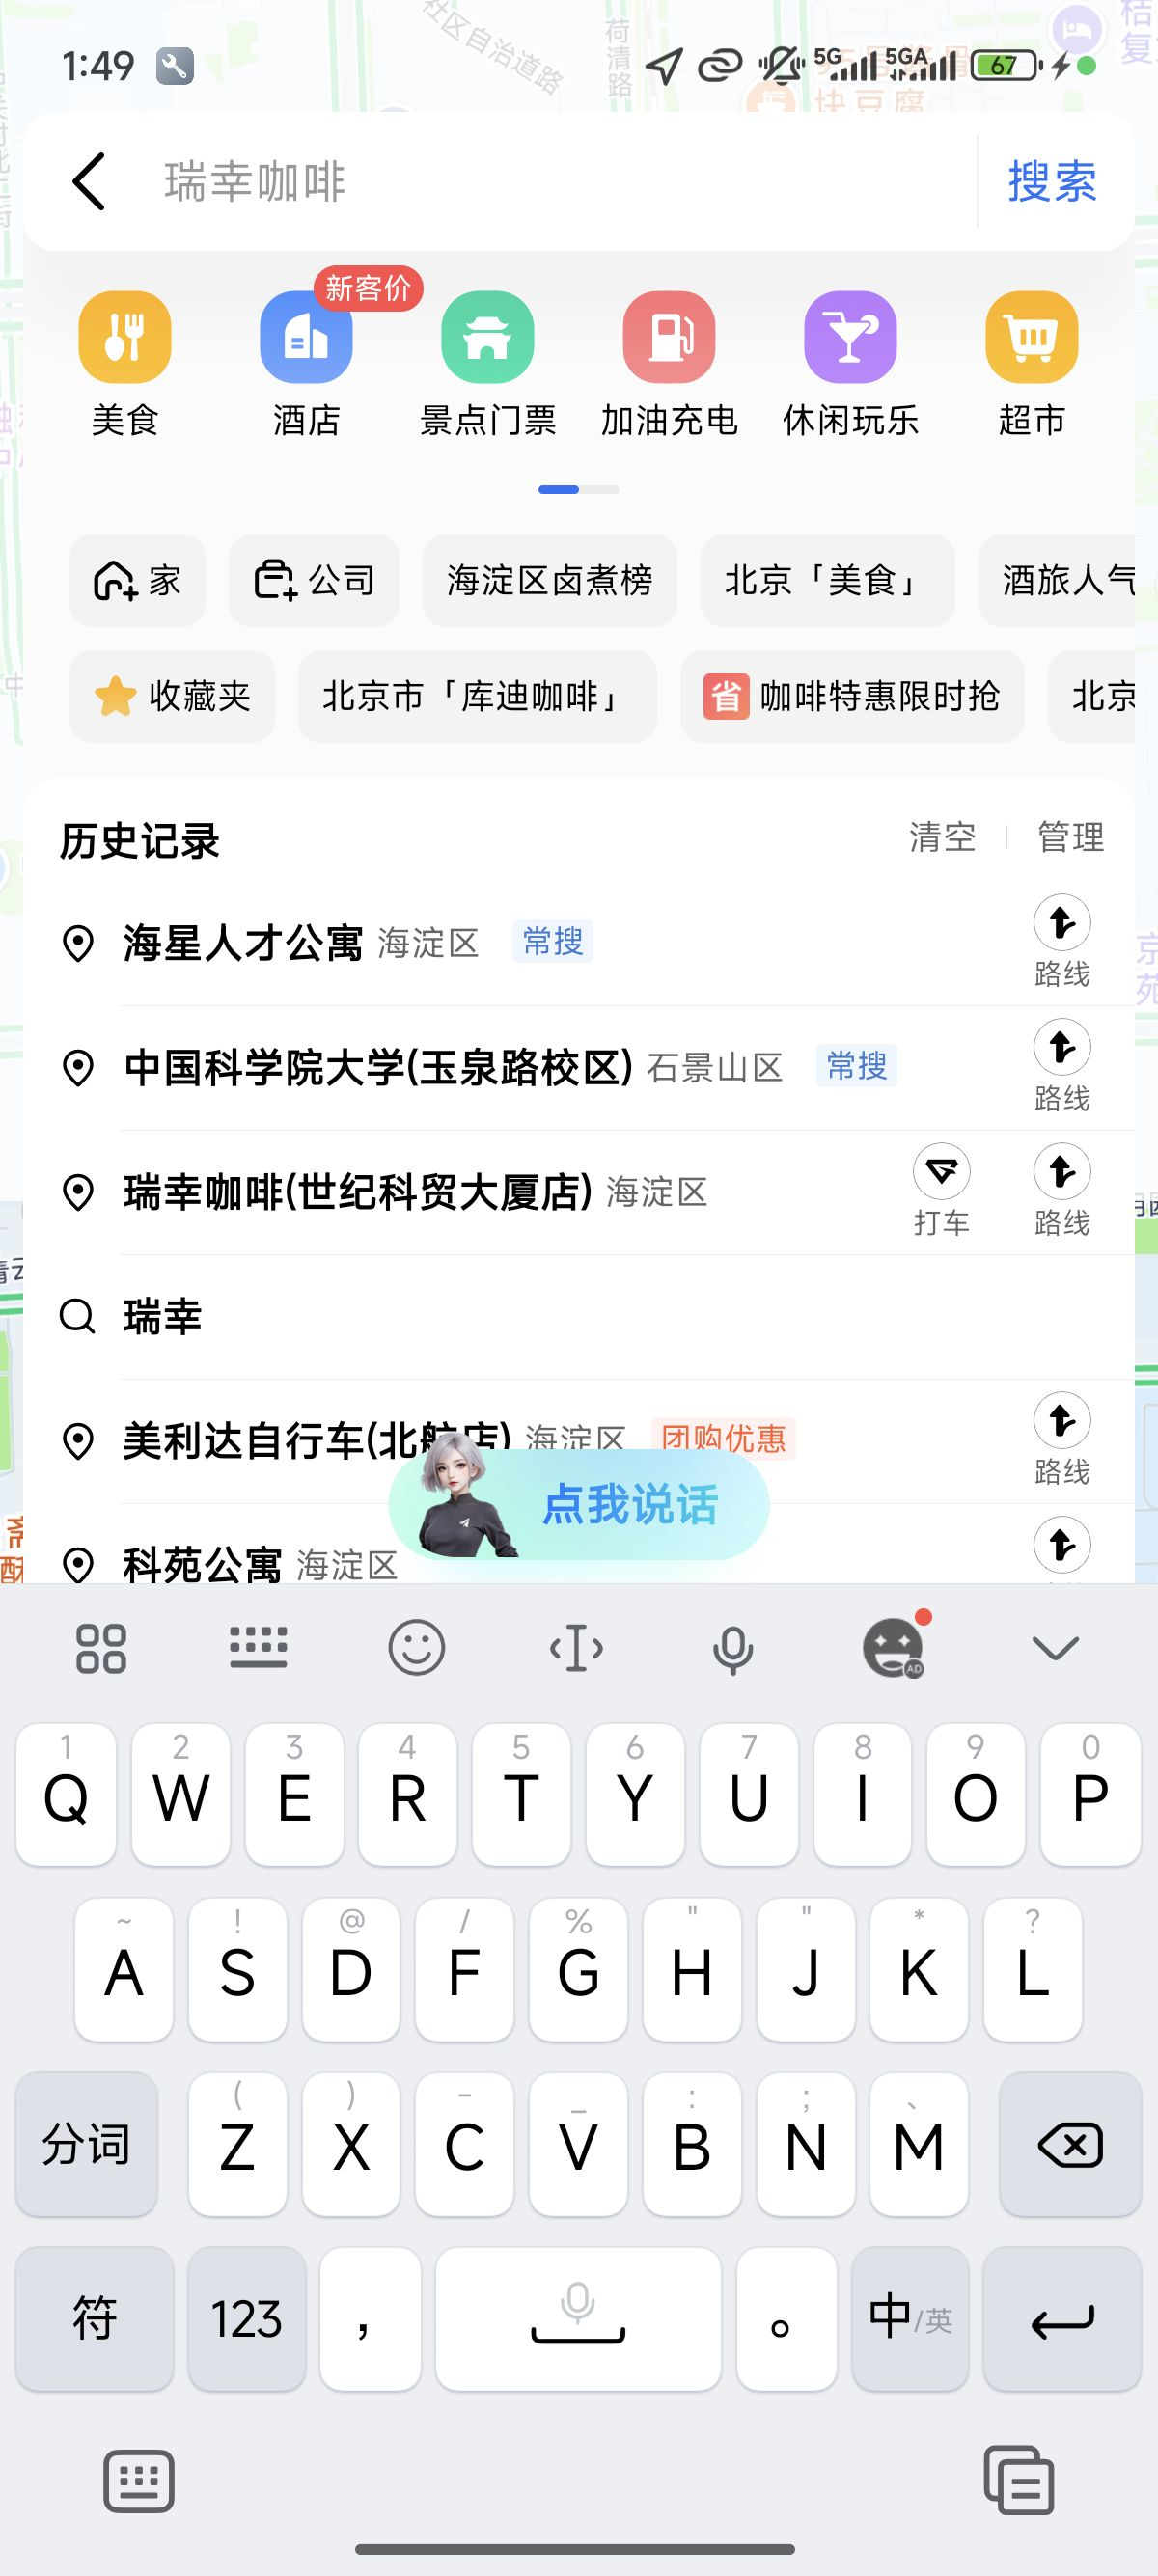 1:49
5G
5GA
67
瑞幸咖啡
搜索
新客价
美食
酒店
景点门票
加油充电
休闲玩乐
超市
家
公司
海淀区卤煮榜
北京「美食」
酒旅人气
收藏夹
北京市「库迪咖啡」
省 咖啡特惠限时抢
北京
历史记录
清空
管理
海星人才公寓 海淀区 常搜
路线
中国科学院大学(玉泉路校区) 石景山区 常搜
路线
瑞幸咖啡(世纪科贸大厦店) 海淀区
打车
路线
瑞幸
美利达自行车(北航店) 海淀区 团购优惠
路线
点我说话
科苑公寓 海淀区
AD
1 2 3 4 5 6 7 8 9 0
Q W E R T Y U I O P
~ ! @ / % " " * ?
A S D F G H J K L
( ) - _ : ; 、
分词 Z X C V B N M
符 123 ， 。 中/英